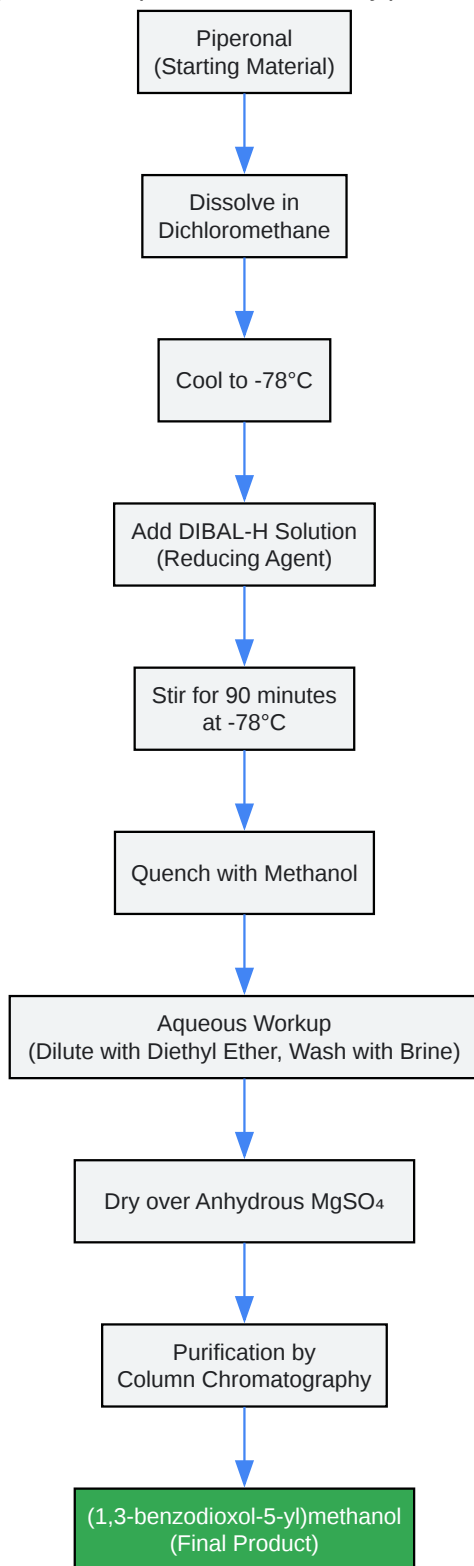 Piperonal
(Starting Material)
Dissolve in
Dichloromethane
Cool to -78°C
Add DIBAL-H Solution
(Reducing Agent)
Stir for 90 minutes
at -78°C
Quench with Methanol
Aqueous Workup
(Dilute with Diethyl Ether, Wash with Brine)
Dry over Anhydrous MgSO₄
Purification by
Column Chromatography
(1,3-benzodioxol-5-yl)methanol
(Final Product)